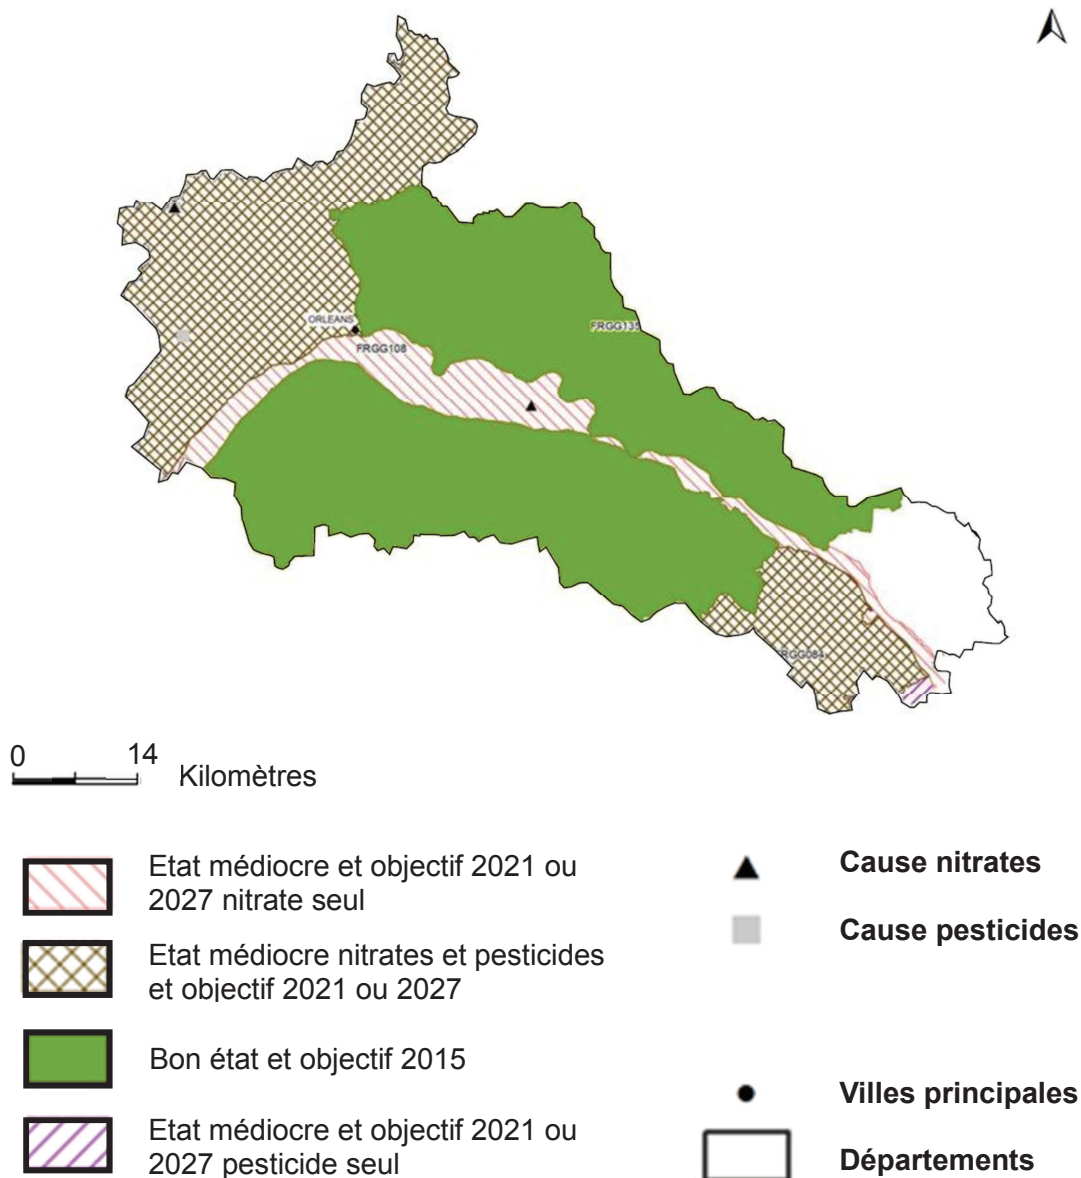 ORLEANS
FRGG135
FRGG108
RGG084
0 14
Kilomètres
Etat médiocre et objectif 2021 ou
2027 nitrate seul
Etat médiocre nitrates et pesticides
et objectif 2021 ou 2027
Bon état et objectif 2015
Etat médiocre et objectif 2021 ou
2027 pesticide seul
Cause nitrates
Cause pesticides
Villes principales
Départements